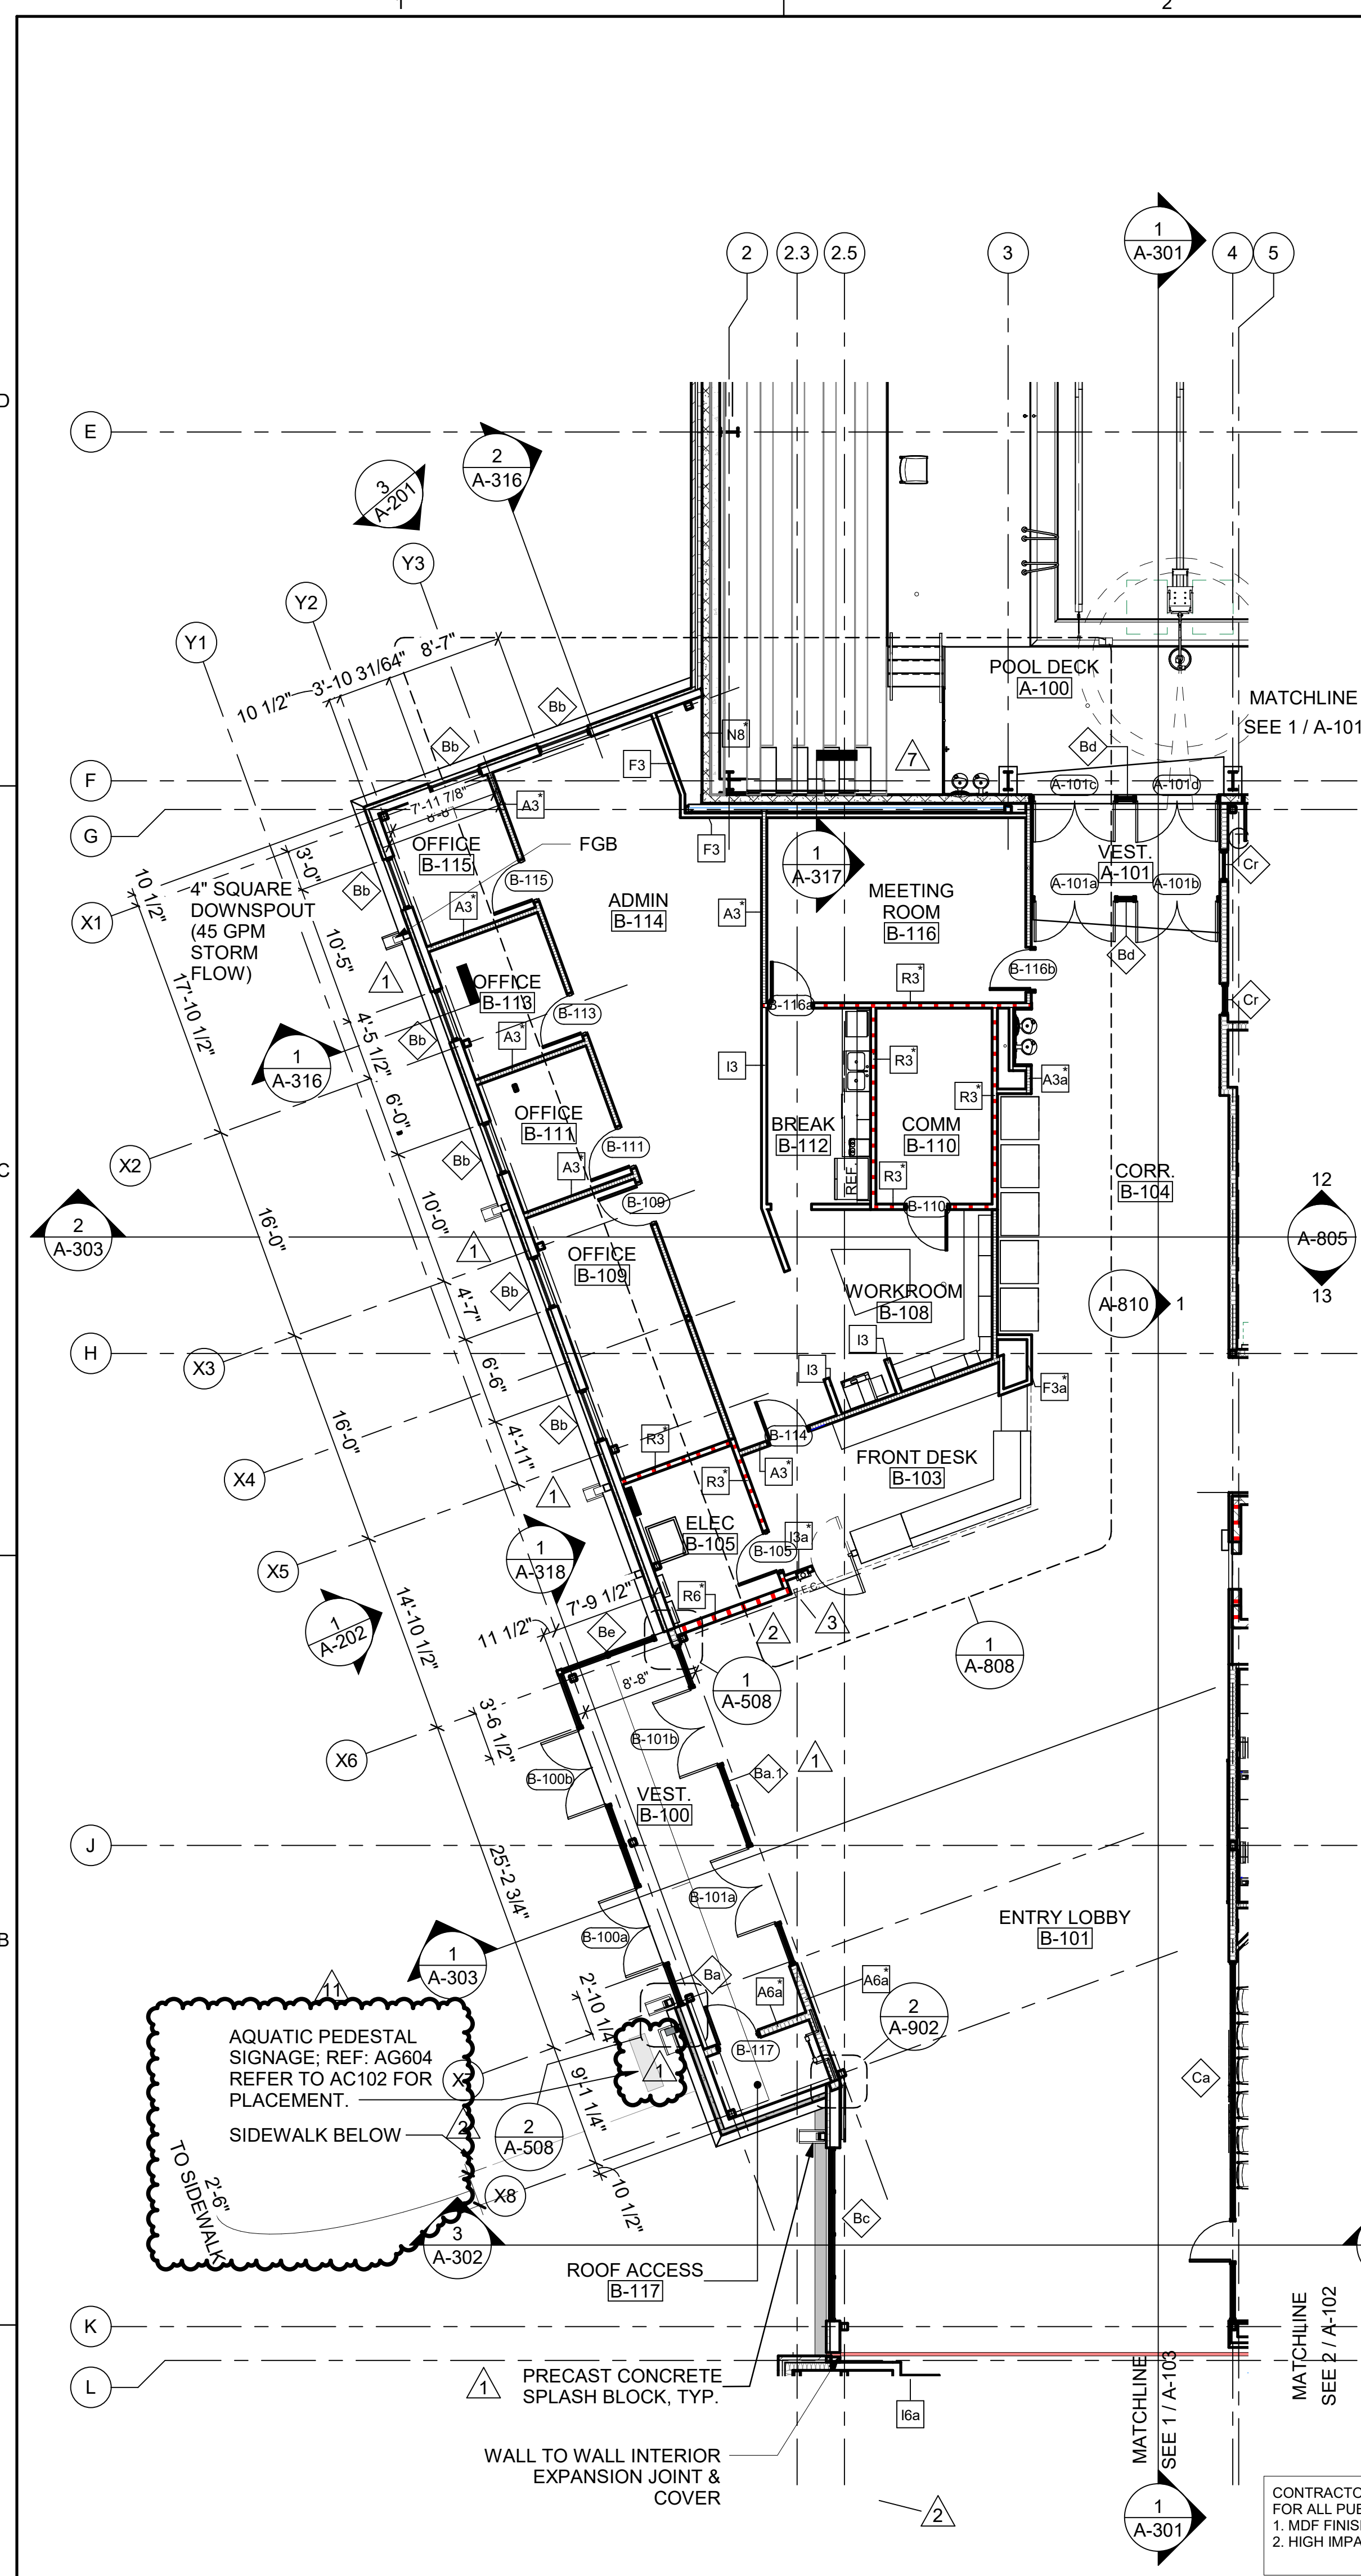 1
2
D
C
B
1
A-301
2
2.3
2.5
3
4
5
E
2
A-316
3
A-201
Y3
Y2
Y1
8'-7"
3'-10 31/64"
10 1/2"
POOL DECK
A-100
MATCHLINE
SEE 1 / A-101
Bb
Bb
N8*
F3
7
Bd
F
A-101c
A-101d
7'-11 7/8"
A3*
G
OFFICE
B-115
FGB
F3
1
A-317
VEST.
A-101
Cr
3'-0"
10 1/2"
4" SQUARE
DOWNSPOUT
(45 GPM
STORM
FLOW)
Bb
B-115
A3*
ADMIN
B-114
A3*
MEETING
ROOM
B-116
A-101a
A-101b
X1
10'-5"
Bd
1
17'-10 1/2"
OFFICE
B-113
R3*
B-116b
B-116a
Cr
B-113
A3*
Bb
4'-5 1/2"
1
A-316
I3
R3*
R3*
A3a*
6'-0"
OFFICE
B-111
BREAK
B-112
COMM
B-110
B-111
X2
Bb
A3*
REF.
R3*
CORR.
B-104
B-109
B-110
12
A-805
13
2
A-303
10'-0"
16'-0"
1
OFFICE
B-109
Bb
WORKROOM
B-108
A-810
1
4'-7"
I3
H
X3
I3
6'-6"
F3a*
16'-0"
Bb
4'-11"
R3*
B-114
X4
1
R3*
A3*
FRONT DESK
B-103
ELEC
B-105
I3a*
B-105
1
A-318
X5
R6*
F.E.C.
7'-9 1/2"
11 1/2"
14'-10 1/2"
1
A-202
Be
2
3
1
A-808
8'-8"
1
A-508
3'-6 1/2"
X6
B-101b
B-100b
Ba.1
1
VEST.
B-100
J
25'-2 3/4"
B-101a
B-100a
ENTRY LOBBY
B-101
1
A-303
Ba
A6a*
A6a*
11
2'-10 1/4"
2
A-902
AQUATIC PEDESTAL
SIGNAGE; REF: AG604
REFER TO AC102 FOR
PLACEMENT.
X7
1
B-117
Ca
9'-1 1/4"
SIDEWALK BELOW
2
2
A-508
TO SIDEWALK
2'-6"
X8
10 1/2"
Bc
3
A-302
ROOF ACCESS
B-117
K
L
1
PRECAST CONCRETE
SPLASH BLOCK, TYP.
I6a
MATCHLINE
SEE 1 / A-103
MATCHLINE
SEE 2 / A-102
WALL TO WALL INTERIOR
EXPANSION JOINT &
COVER
2
1
A-301
CONTRACTO
FOR ALL PUB
1. MDF FINIS
2. HIGH IMPA